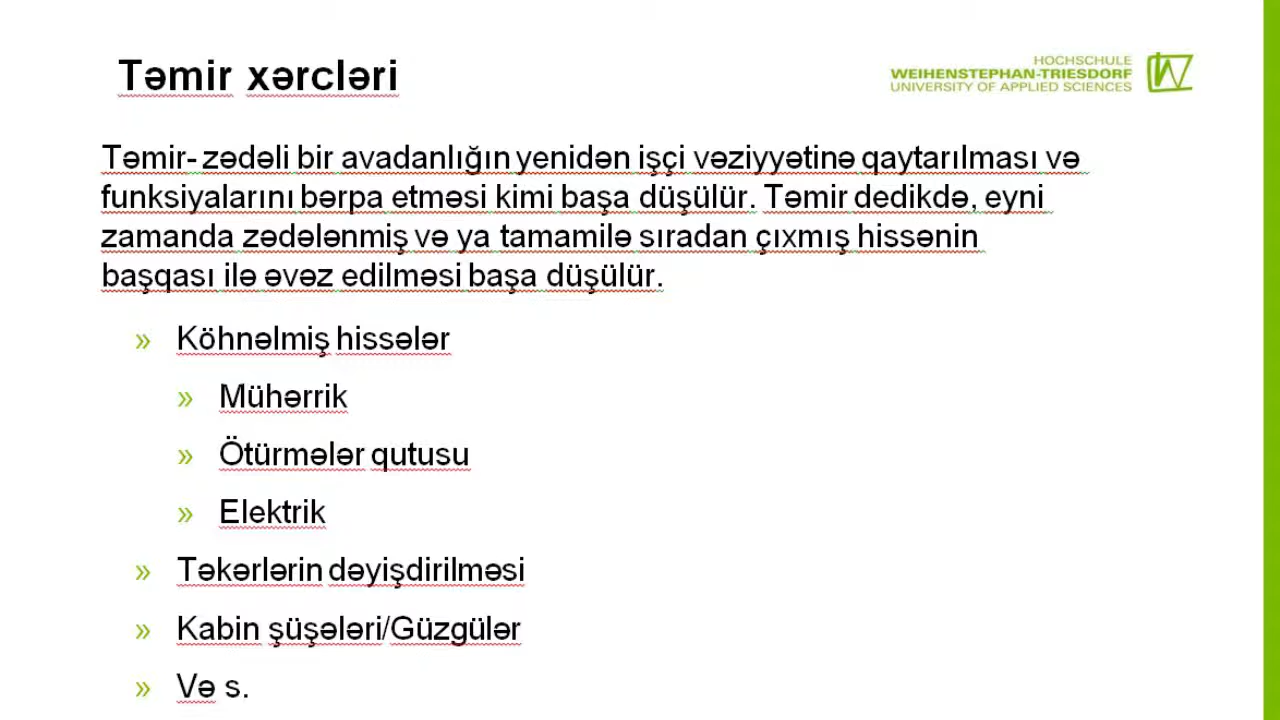 Təmir xərcləri
HOCHSCHULE
WEIHENSTEPHAN-TRIESDORF
UNIVERSITY OF APPLIED SCIENCES
Təmir- zədəli bir avadanlığın yenidən işçi vəziyyətinə qaytarılması və
funksiyalarını bərpa etməsi kimi başa düşülür. Təmir dedikdə, eyni
zamanda zədələnmiş və ya tamamilə sıradan çıxmış hissənin
başqası ilə əvəz edilməsi başa düşülür.
» Köhnəlmiş hissələr
» Mühərrik
» Ötürmələr qutusu
» Elektrik
» Təkərlərin dəyişdirilməsi
» Kabin şüşələri/Güzgülər
» Və s.